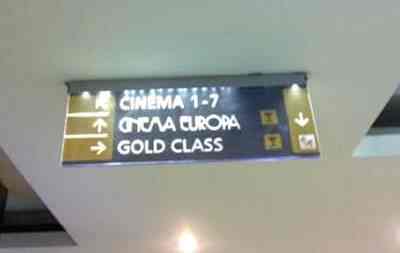 CINEMA 1-7
CINEMA EUROPA
GOLD CLASS